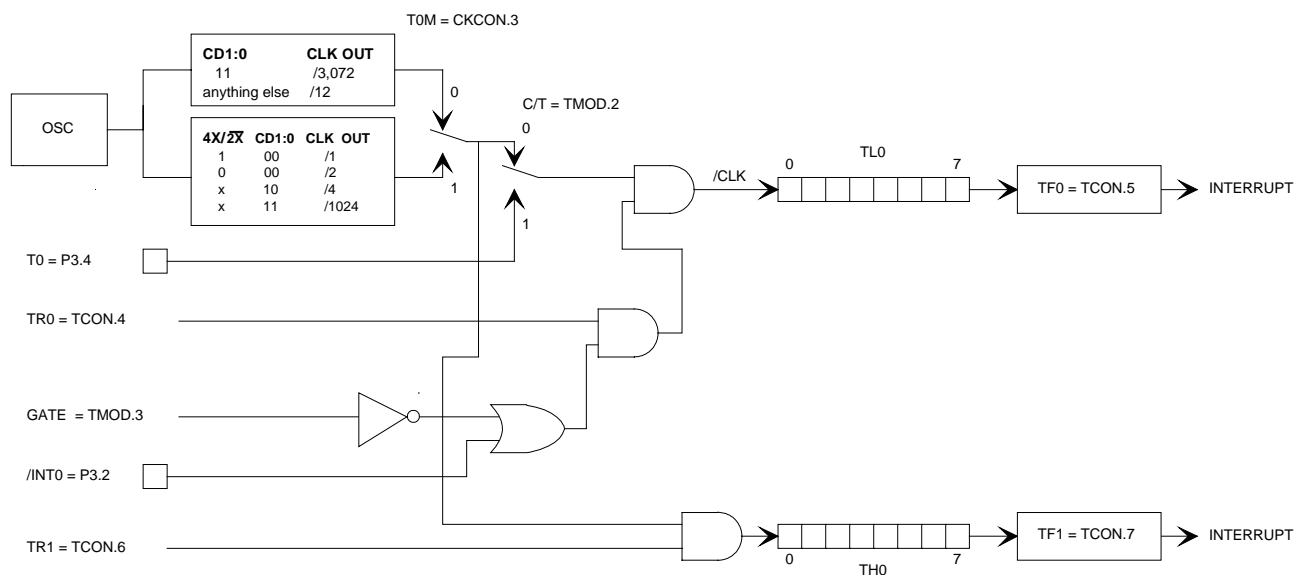 T0M = CKCON.3
CD1:0 CLK OUT
11 /3,072
anything else /12
0
C/T = TMOD.2
OSC
4X/2X̅ CD1:0 CLK OUT
1 00 /1
0 00 /2
x 10 /4
x 11 /1024
1
0
1
/CLK
0 TL0 7
TF0 = TCON.5
INTERRUPT
T0 = P3.4
TR0 = TCON.4
GATE = TMOD.3
/INT0 = P3.2
TR1 = TCON.6
0 7
TH0
TF1 = TCON.7
INTERRUPT